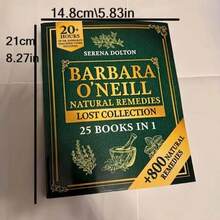 14.8cm/5.83in
21cm
8.27in
20+
HOURS
SERENA DOLTON
BARBARA
O'NEILL
NATURAL REMEDIES
LOST COLLECTION
25 BOOKS IN 1
+800 NATURAL
REMEDIES